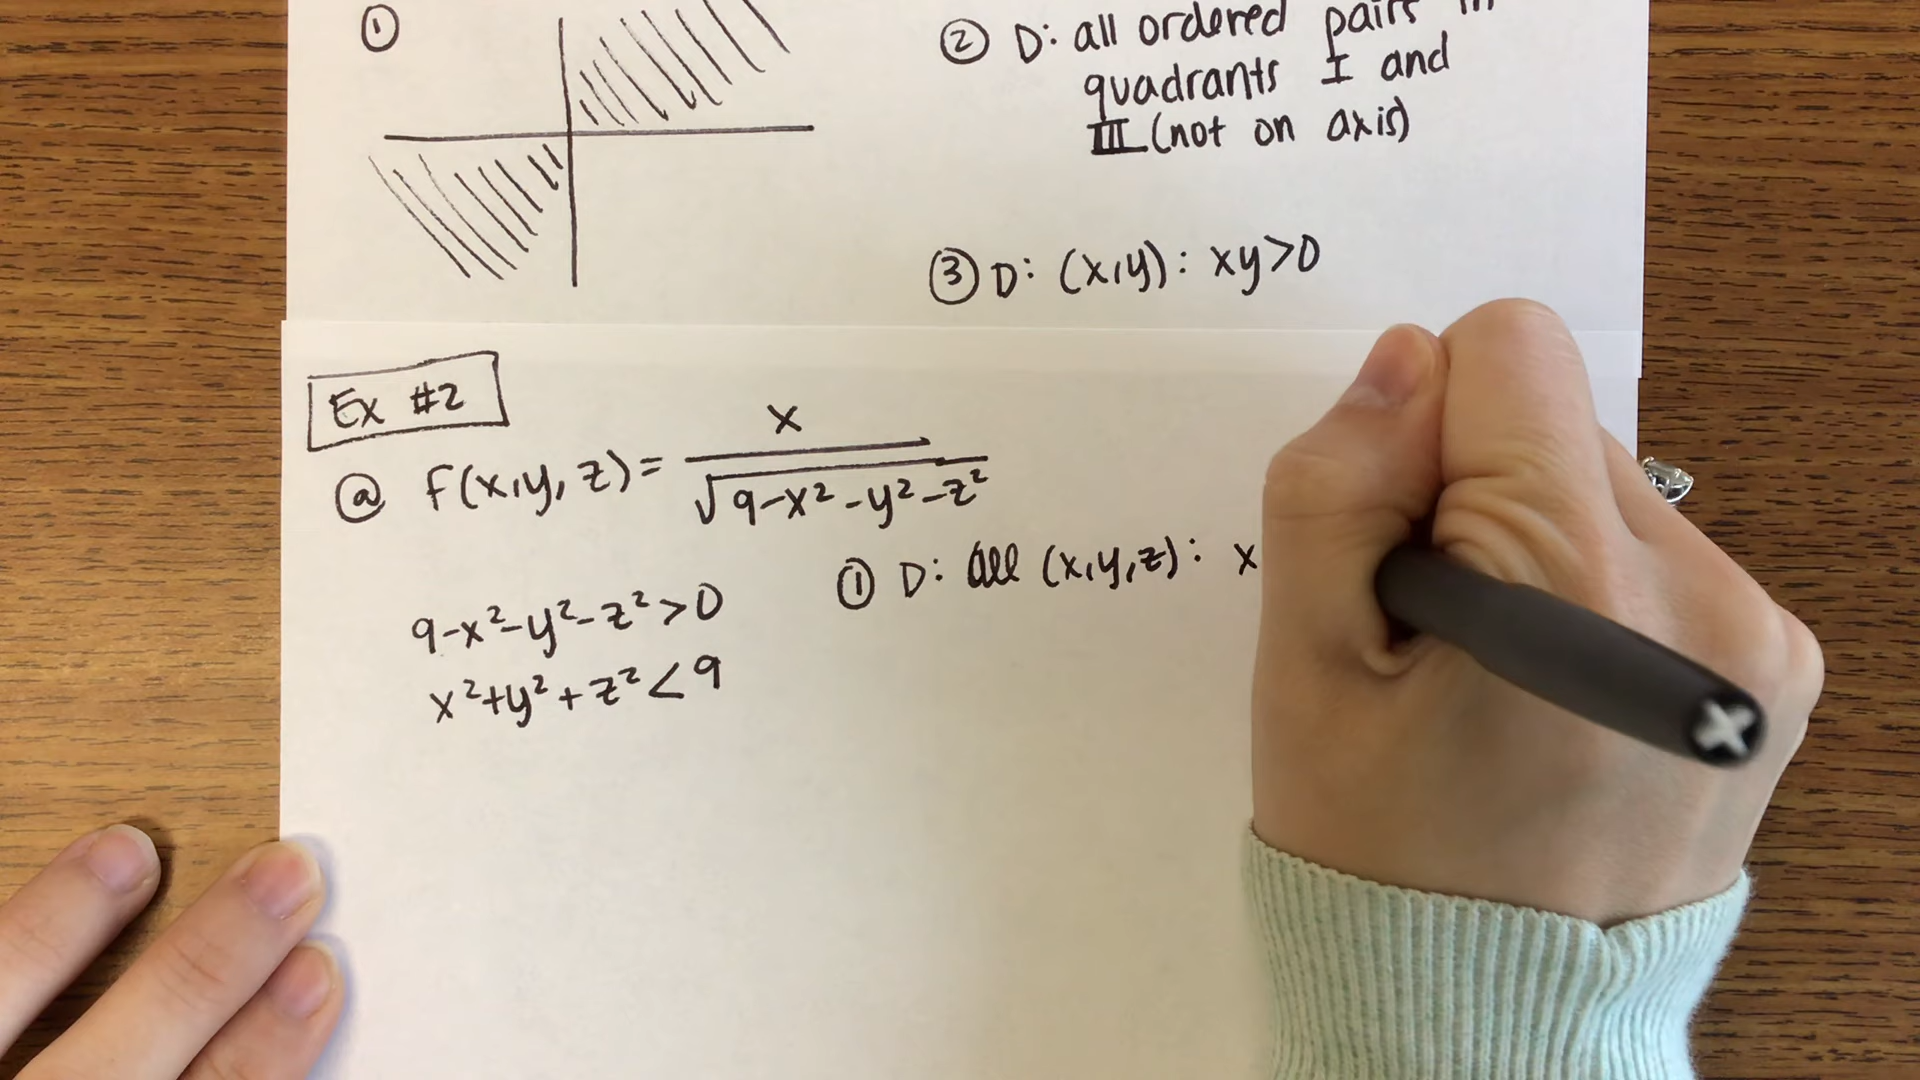 ①
② D: all ordered pairs in
quadrants I and
III (not on axis)
③ D: (x,y): xy>0
Ex #2
ⓐ f(x,y,z) = x / √9-x²-y²-z²
9-x²-y²-z²>0
x²+y²+z²<9
① D: all (x,y,z): x